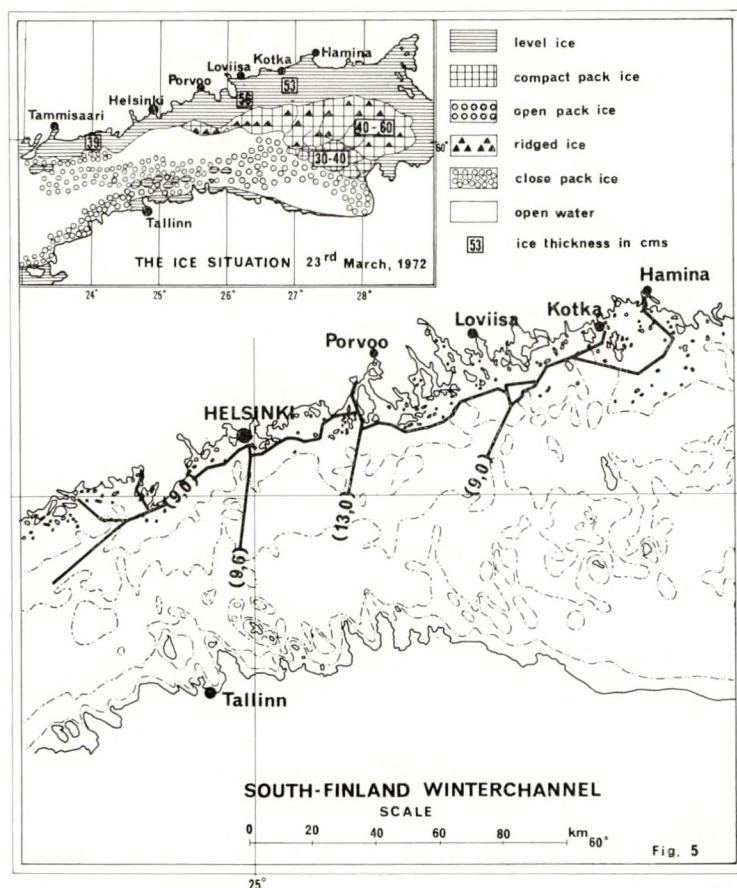 Hamina
Kotka
Loviisa
Porvoo
Helsinki
Tammisaari
53
56
39
40-60
30-40
60°
Tallinn
THE ICE SITUATION 23rd March, 1972
24° 25° 26° 27° 28°
level ice
compact pack ice
open pack ice
ridged ice
close pack ice
open water
53 ice thickness in cms
Hamina
Kotka
Loviisa
Porvoo
HELSINKI
(9,0)
(9,6)
(13,0)
(9,0)
Tallinn
SOUTH-FINLAND WINTERCHANNEL
SCALE
0 20 40 60 80 km
60°
Fig. 5
25°